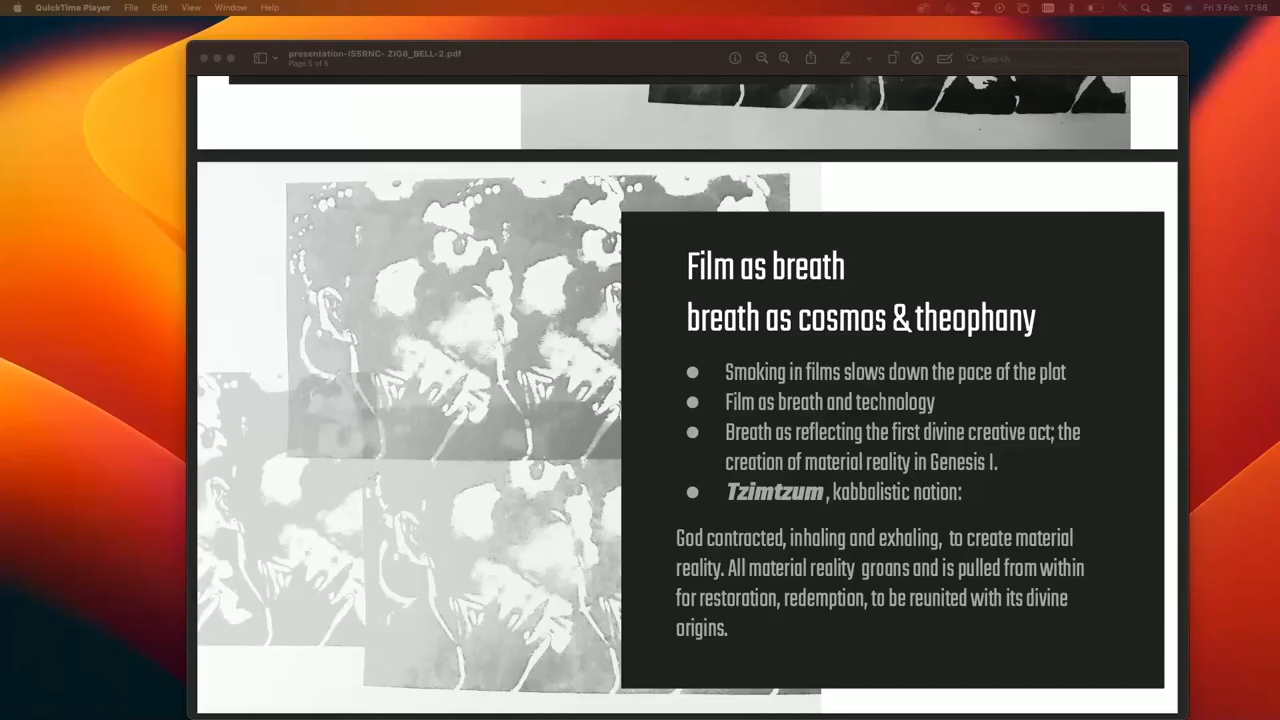 QuickTime Player File Edit View Window Help Fri 3 Feb 17:56
presentation-ISSRNC- ZIG6_BELL-2.pdf
Page 5 of 5
Search
Film as breath
breath as cosmos & theophany
Smoking in films slows down the pace of the plot
Film as breath and technology
Breath as reflecting the first divine creative act; the
creation of material reality in Genesis I.
Tzimtzum, kabbalistic notion:
God contracted, inhaling and exhaling, to create material
reality. All material reality groans and is pulled from within
for restoration, redemption, to be reunited with its divine
origins.